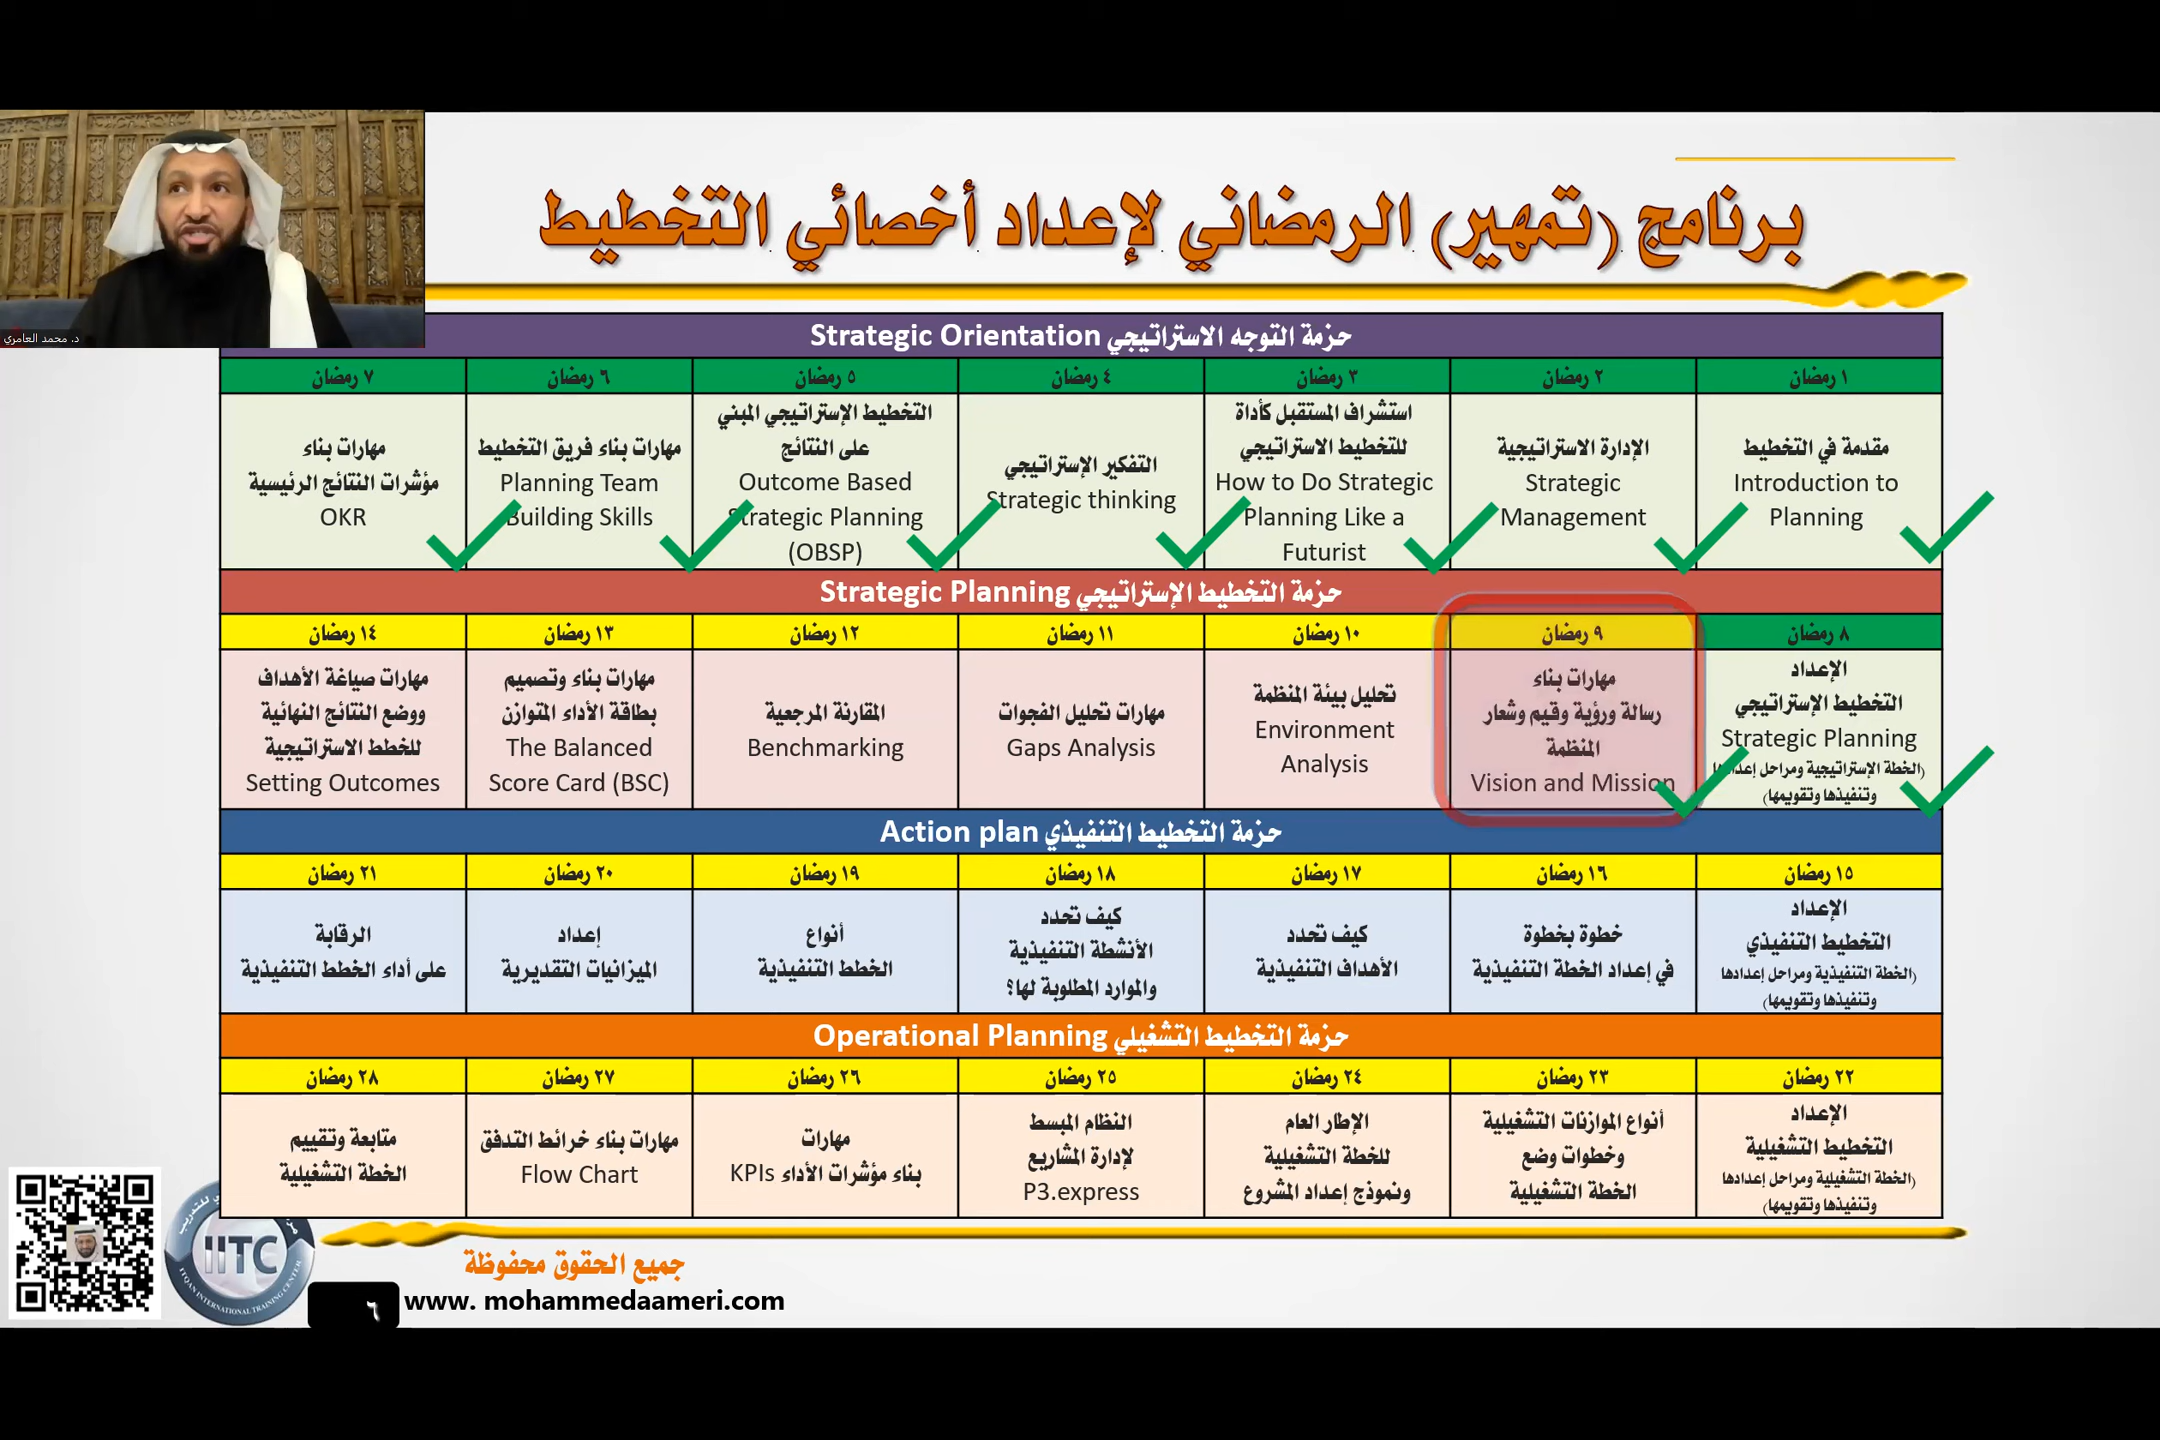 برنامج (تمهير) الرمضاني لإعداد أخصائي التخطيط
د. محمد العامري
حزمة التوجه الاستراتيجي Strategic Orientation
١ رمضان
٢ رمضان
٣ رمضان
٤ رمضان
٥ رمضان
٦ رمضان
٧ رمضان
مقدمة في التخطيط
Introduction to
Planning
الإدارة الاستراتيجية
Strategic
Management
استشراف المستقبل كأداة
للتخطيط الاستراتيجي
How to Do Strategic
Planning Like a
Futurist
التفكير الإستراتيجي
Strategic thinking
التخطيط الإستراتيجي المبني
على النتائج
Outcome Based
Strategic Planning
(OBSP)
مهارات بناء فريق التخطيط
Planning Team
Building Skills
مهارات بناء
مؤشرات النتائج الرئيسية
OKR
حزمة التخطيط الإستراتيجي Strategic Planning
٨ رمضان
٩ رمضان
١٠ رمضان
١١ رمضان
١٢ رمضان
١٣ رمضان
١٤ رمضان
الإعداد
التخطيط الإستراتيجي
Strategic Planning
(الخطة الإستراتيجية ومراحل إعدادها
وتنفيذها وتقويمها)
مهارات بناء
رسالة ورؤية وقيم وشعار
المنظمة
Vision and Mission
تحليل بيئة المنظمة
Environment
Analysis
مهارات تحليل الفجوات
Gaps Analysis
المقارنة المرجعية
Benchmarking
مهارات بناء وتصميم
بطاقة الأداء المتوازن
The Balanced
Score Card (BSC)
مهارات صياغة الأهداف
ووضع النتائج النهائية
للخطط الاستراتيجية
Setting Outcomes
حزمة التخطيط التنفيذي Action plan
١٥ رمضان
١٦ رمضان
١٧ رمضان
١٨ رمضان
١٩ رمضان
٢٠ رمضان
٢١ رمضان
الإعداد
التخطيط التنفيذي
(الخطة التنفيذية ومراحل إعدادها
وتنفيذها وتقويمها)
خطوة بخطوة
في إعداد الخطة التنفيذية
كيف تحدد
الأهداف التنفيذية
كيف تحدد
الأنشطة التنفيذية
والموارد المطلوبة لها؟
أنواع
الخطط التنفيذية
إعداد
الميزانيات التقديرية
الرقابة
على أداء الخطط التنفيذية
حزمة التخطيط التشغيلي Operational Planning
٢٢ رمضان
٢٣ رمضان
٢٤ رمضان
٢٥ رمضان
٢٦ رمضان
٢٧ رمضان
٢٨ رمضان
الإعداد
التخطيط التشغيلية
(الخطة التشغيلية ومراحل إعدادها
وتنفيذها وتقويمها)
أنواع الموازنات التشغيلية
وخطوات وضع
الخطة التشغيلية
الإطار العام
للخطة التشغيلية
ونموذج إعداد المشروع
النظام المبسط
لإدارة المشاريع
P3.express
مهارات
بناء مؤشرات الأداء KPIs
مهارات بناء خرائط التدفق
Flow Chart
متابعة وتقييم
الخطة التشغيلية
IITC
ITQAN INTERNATIONAL TRAINING CENTER
جميع الحقوق محفوظة
www. mohammedaameri.com
٦